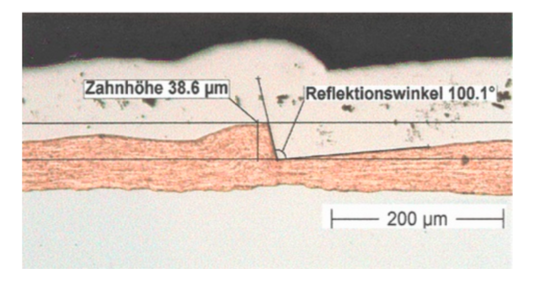 Zahnhöhe 38.6 µm
Reflektionswinkel 100.1°
200 µm